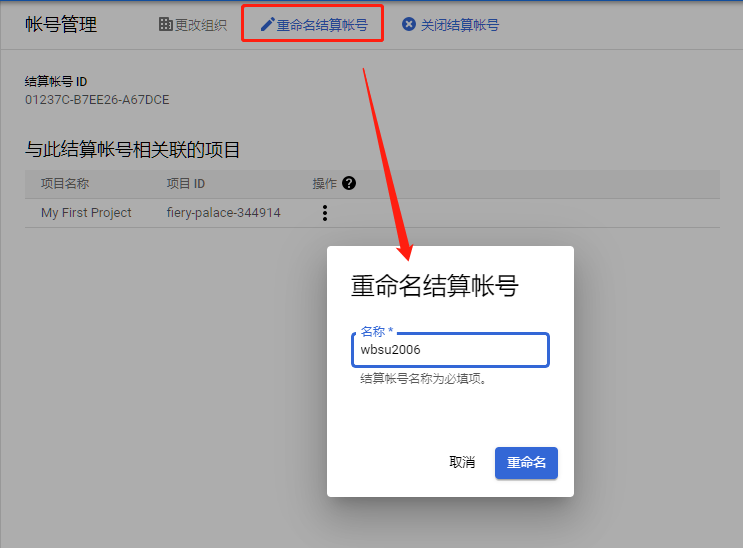 帐号管理 更改组织 重命名结算帐号 关闭结算帐号
结算帐号 ID
01237C-B7EE26-A67DCE
与此结算帐号相关联的项目
项目名称 项目 ID 操作 ?
My First Project fiery-palace-344914
重命名结算帐号
名称 *
wbsu2006
结算帐号名称为必填项。
取消 重命名